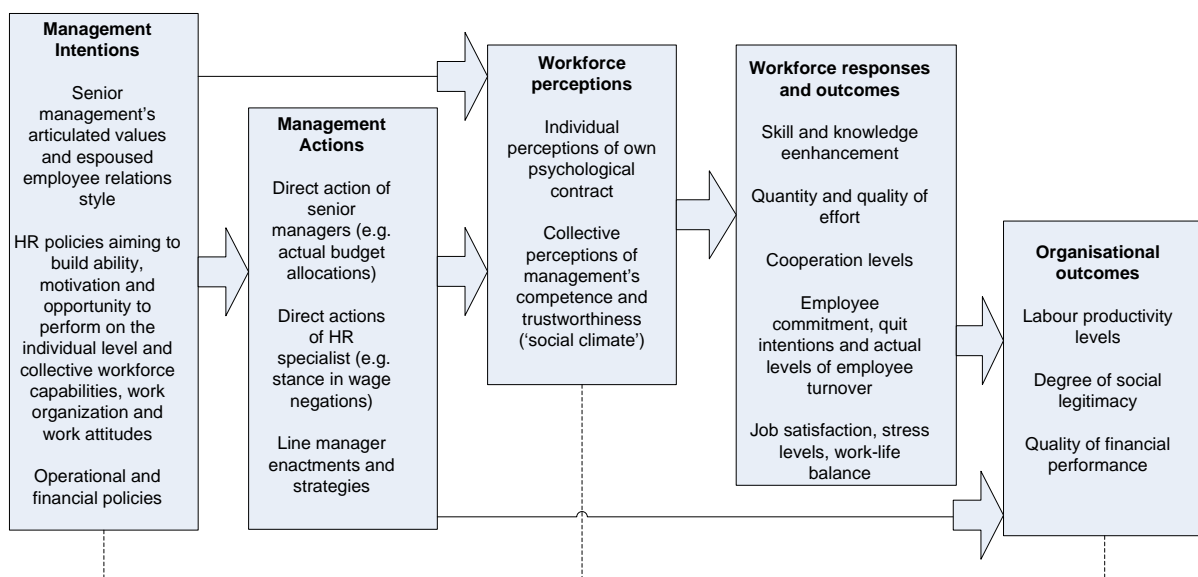 Management
Intentions
Senior
management's
articulated values
and espoused
employee relations
style
HR policies aiming to
build ability,
motivation and
opportunity to
perform on the
individual level and
collective workforce
capabilities, work
organization and
work attitudes
Operational and
financial policies
Management
Actions
Direct action of
senior
managers (e.g.
actual budget
allocations)
Direct actions
of HR
specialist (e.g.
stance in wage
negations)
Line manager
enactments and
strategies
Workforce
perceptions
Individual
perceptions of own
psychological
contract
Collective
perceptions of
management's
competence and
trustworthiness
('social climate')
Workforce responses
and outcomes
Skill and knowledge
eenhancement
Quantity and quality of
effort
Cooperation levels
Employee
commitment, quit
intentions and actual
levels of employee
turnover
Job satisfaction, stress
levels, work-life
balance
Organisational
outcomes
Labour productivity
levels
Degree of social
legitimacy
Quality of financial
performance